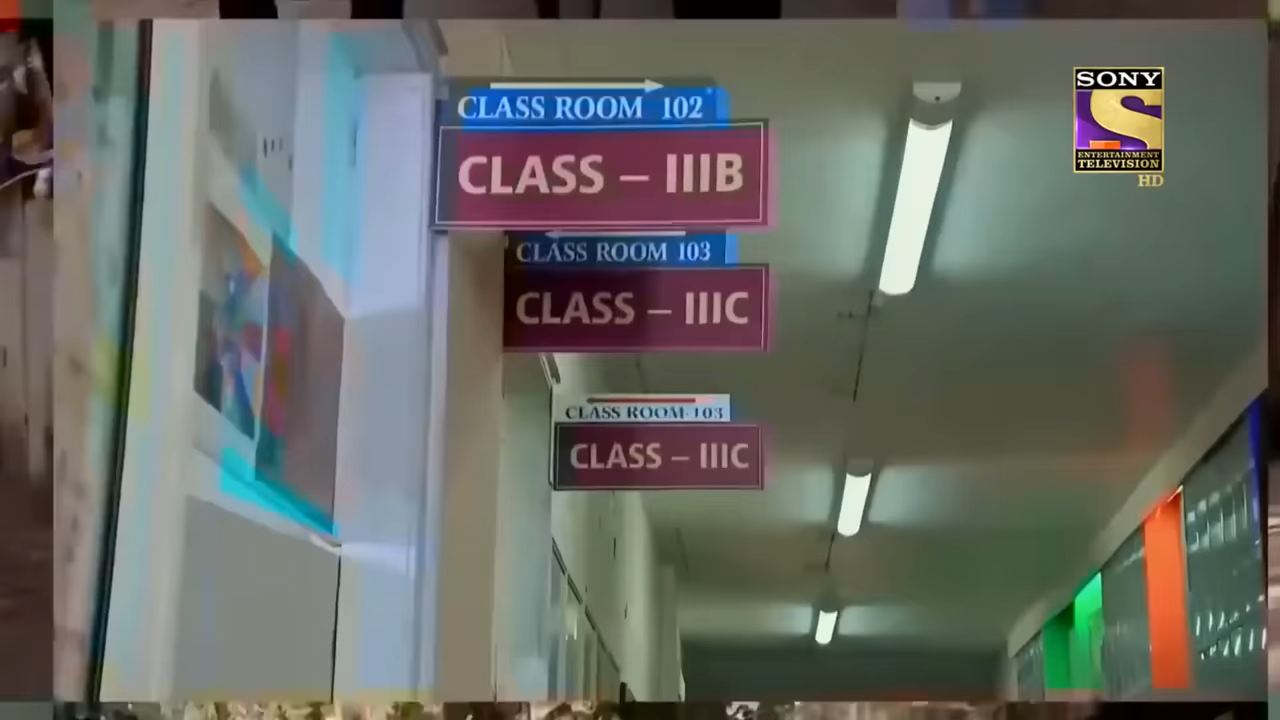 CLASS ROOM 102
CLASS – IIIB
CLASS ROOM 103
CLASS – IIIC
CLASS ROOM 103
CLASS – IIIC
SONY
ENTERTAINMENT
TELEVISION
HD